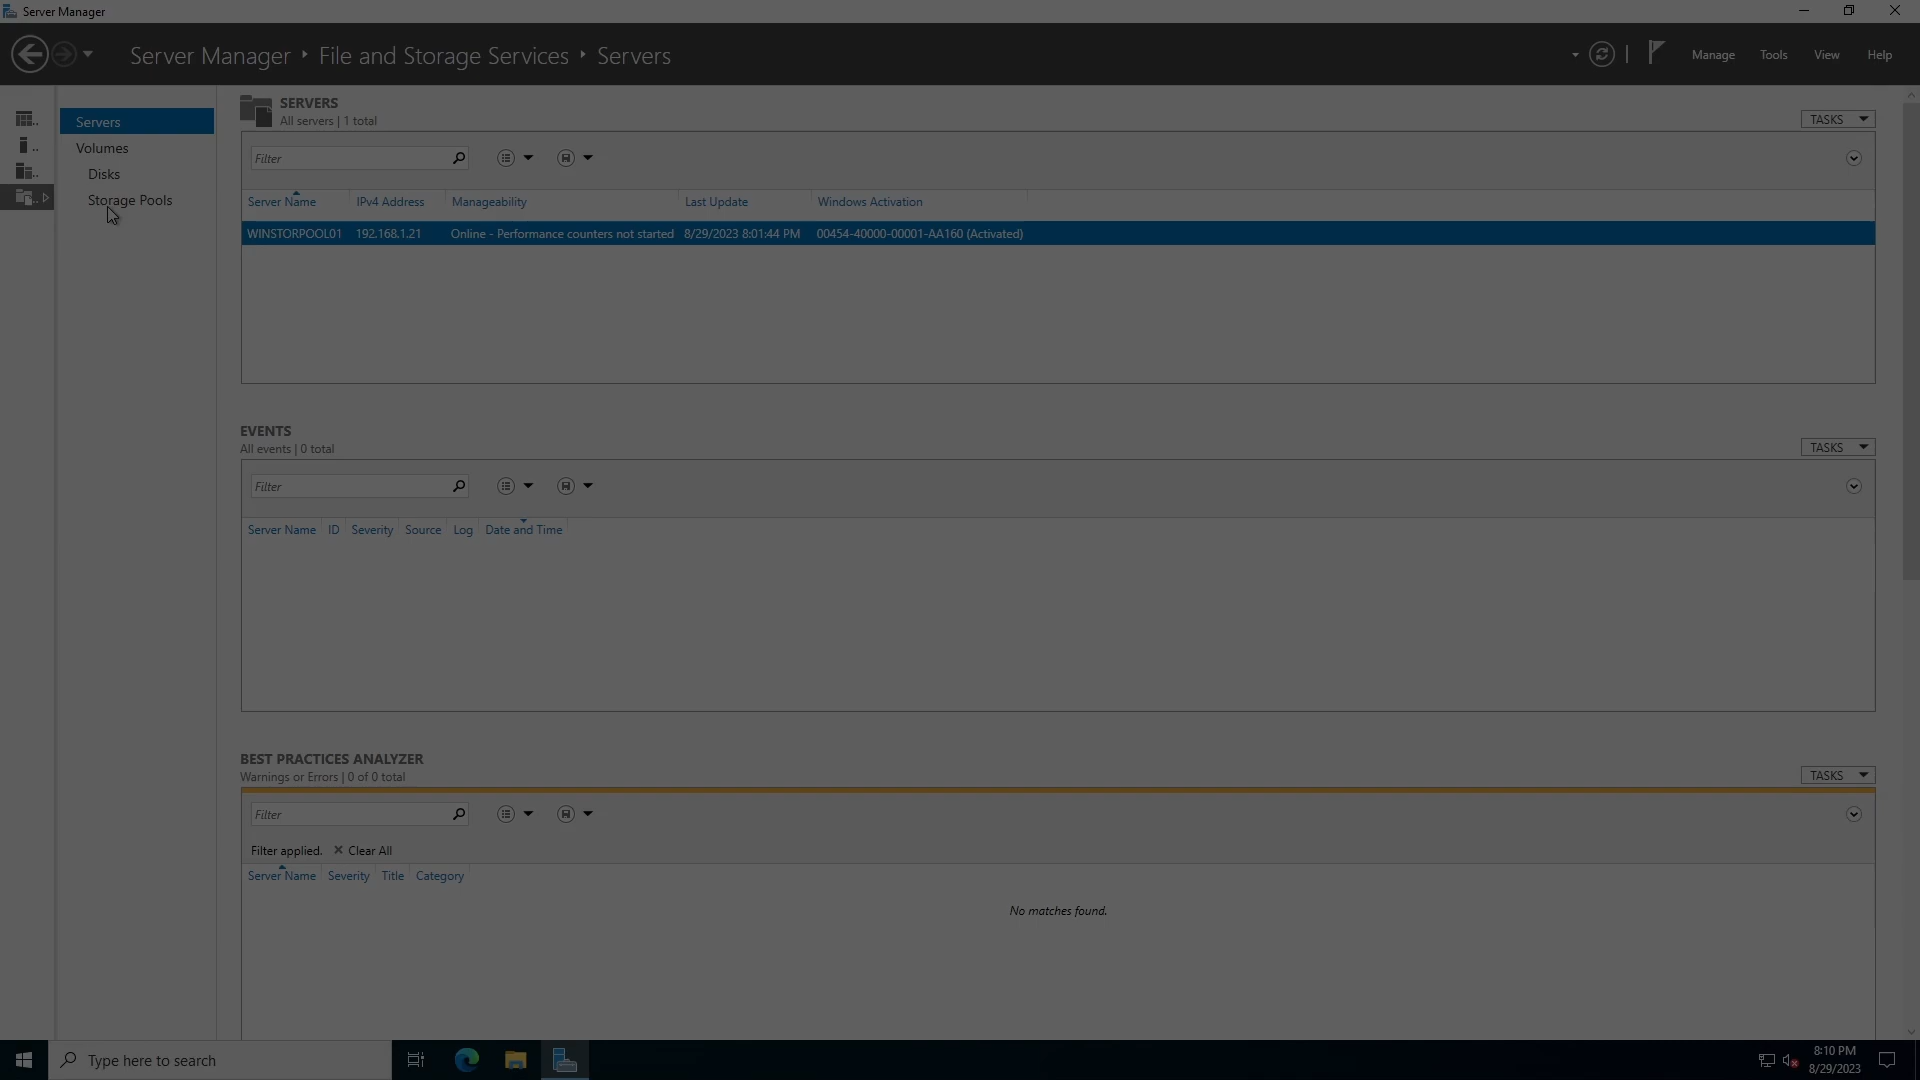 Server Manager
Server Manager ‣ File and Storage Services ‣ Servers
Manage Tools View Help
Servers
Volumes
Disks
Storage Pools
SERVERS
All servers | 1 total
TASKS
Filter
Server Name IPv4 Address Manageability Last Update Windows Activation
WINSTORPOOL01 192.168.1.21 Online - Performance counters not started 8/29/2023 8:01:44 PM 00454-40000-00001-AA160 (Activated)
EVENTS
All events | 0 total
TASKS
Filter
Server Name ID Severity Source Log Date and Time
BEST PRACTICES ANALYZER
Warnings or Errors | 0 of 0 total
TASKS
Filter
Filter applied. ✕ Clear All
Server Name Severity Title Category
No matches found.
Type here to search
8:10 PM
8/29/2023